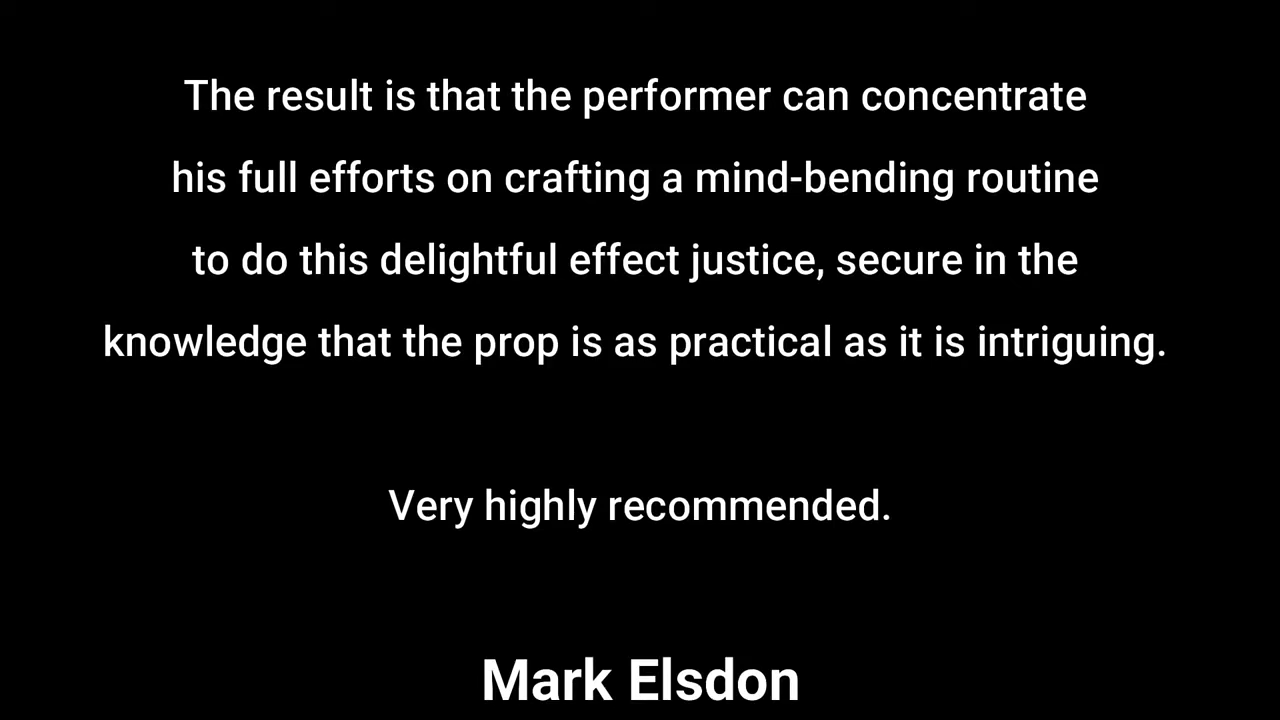 The result is that the performer can concentrate
his full efforts on crafting a mind-bending routine
to do this delightful effect justice, secure in the
knowledge that the prop is as practical as it is intriguing.
Very highly recommended.
Mark Elsdon